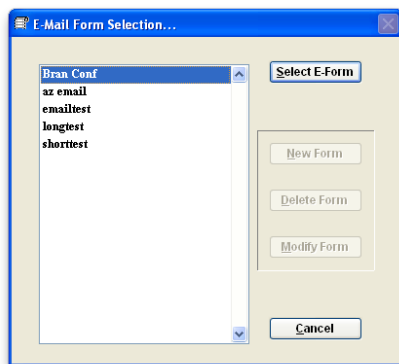 E-Mail Form Selection...
Bran Conf
az email
emailtest
longtest
shorttest
Select E-Form
New Form
Delete Form
Modify Form
Cancel